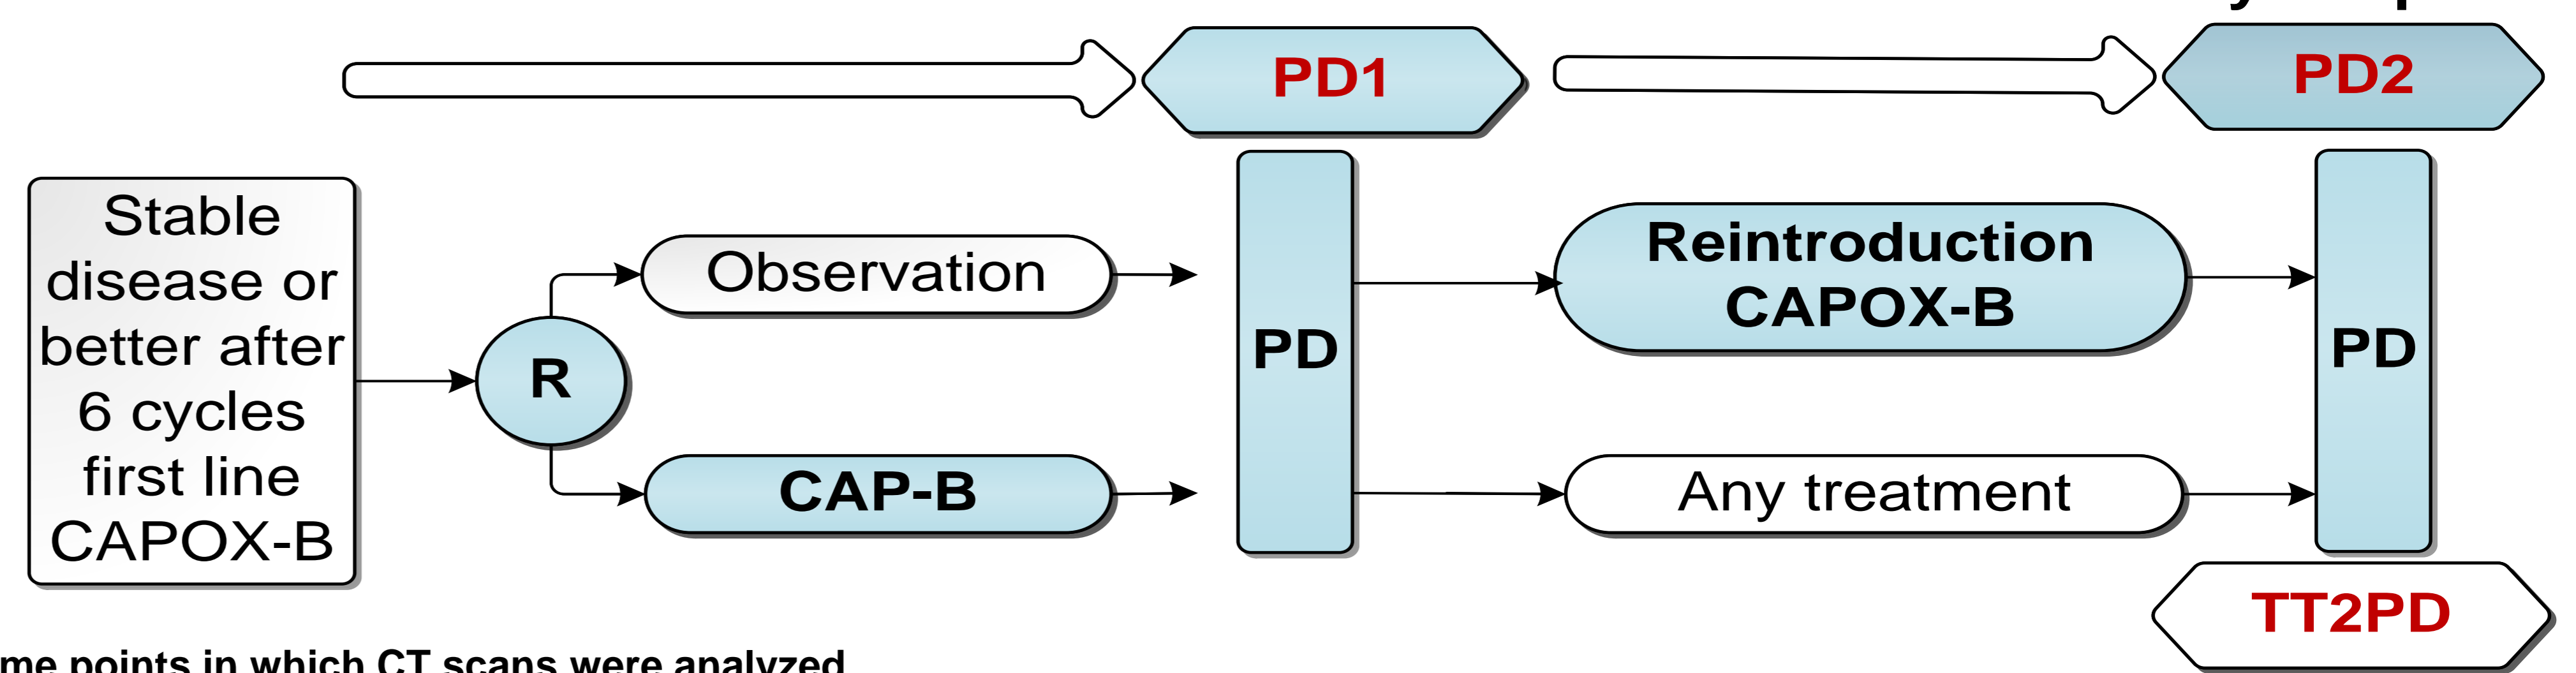 PD1
PD2
Stable
disease or
better after
6 cycles
first line
CAPOX-B
R
Observation
CAP-B
PD
Reintroduction
CAPOX-B
Any treatment
PD
TT2PD
points in which CT scans were analyzed